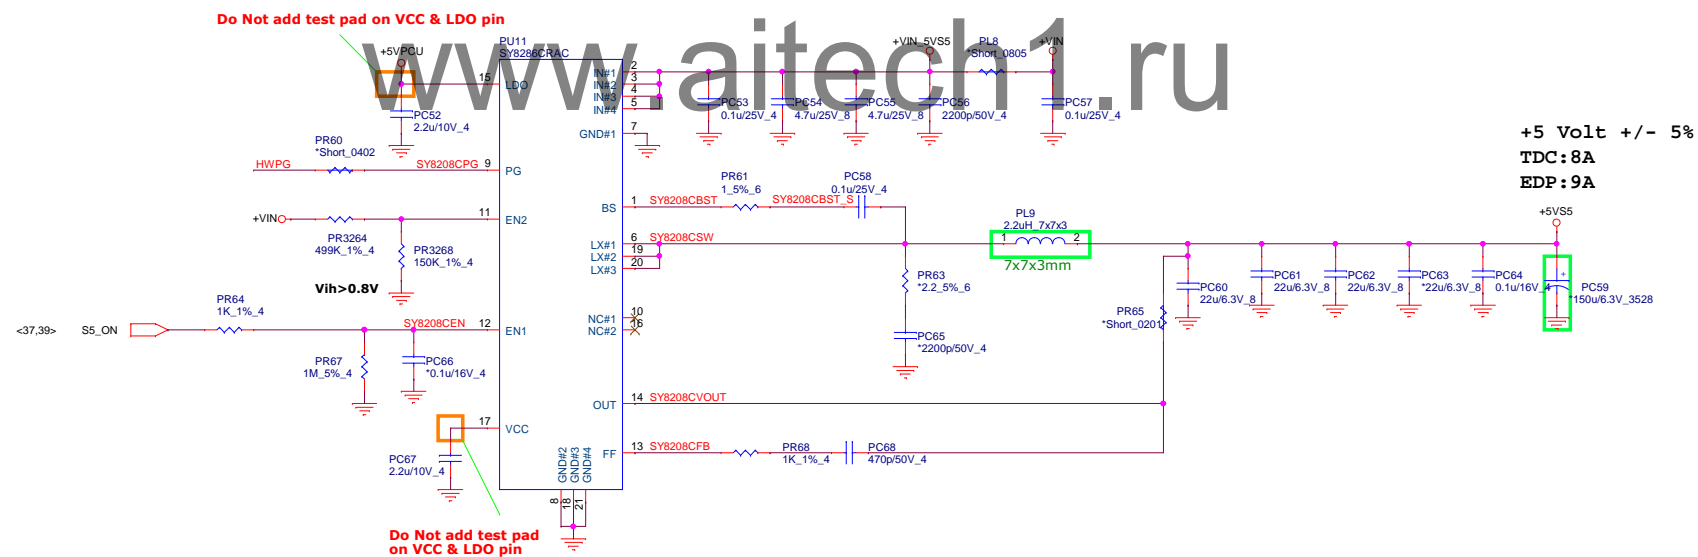 Do Not add test pad on VCC & LDO pin
www.aitech1.ru
+5VPCU
PU11
SY8286CRAC
+VIN_5VS5
PL8
*Short_0805
+VIN
15
LDO
IN#1
2
IN#2
3
IN#3
4
IN#4
5
PC52
2.2u/10V_4
PC53
0.1u/25V_4
PC54
4.7u/25V_8
PC55
4.7u/25V_8
PC56
2200p/50V_4
PC57
0.1u/25V_4
GND#1
7
+5 Volt +/- 5%
TDC:8A
EDP:9A
PR60
*Short_0402
HWPG
SY8208CPG
9
PG
PR61
1_5%_6
PC58
0.1u/25V_4
BS
1
SY8208CBST
SY8208CBST_S
+VIN
11
EN2
PR3264
499K_1%_4
PR3268
150K_1%_4
Vih>0.8V
PL9
2.2uH_7x7x3
1
2
7x7x3mm
+5VS5
LX#1
6
SY8208CSW
LX#2
19
LX#3
20
PR63
*2.2_5%_6
PC65
*2200p/50V_4
PR65
*Short_0201
PC60
22u/6.3V_8
PC61
22u/6.3V_8
PC62
22u/6.3V_8
PC63
*22u/6.3V_8
PC64
0.1u/16V_4
+
PC59
*150u/6.3V_3528
<37,39>
S5_ON
PR64
1K_1%_4
SY8208CEN
12
EN1
NC#1
10
NC#2
16
PR67
1M_5%_4
PC66
*0.1u/16V_4
OUT
14
SY8208CVOUT
17
VCC
PC67
2.2u/10V_4
FF
13
SY8208CFB
PR68
1K_1%_4
PC68
470p/50V_4
GND#2
GND#3
GND#4
8
18
21
Do Not add test pad
on VCC & LDO pin